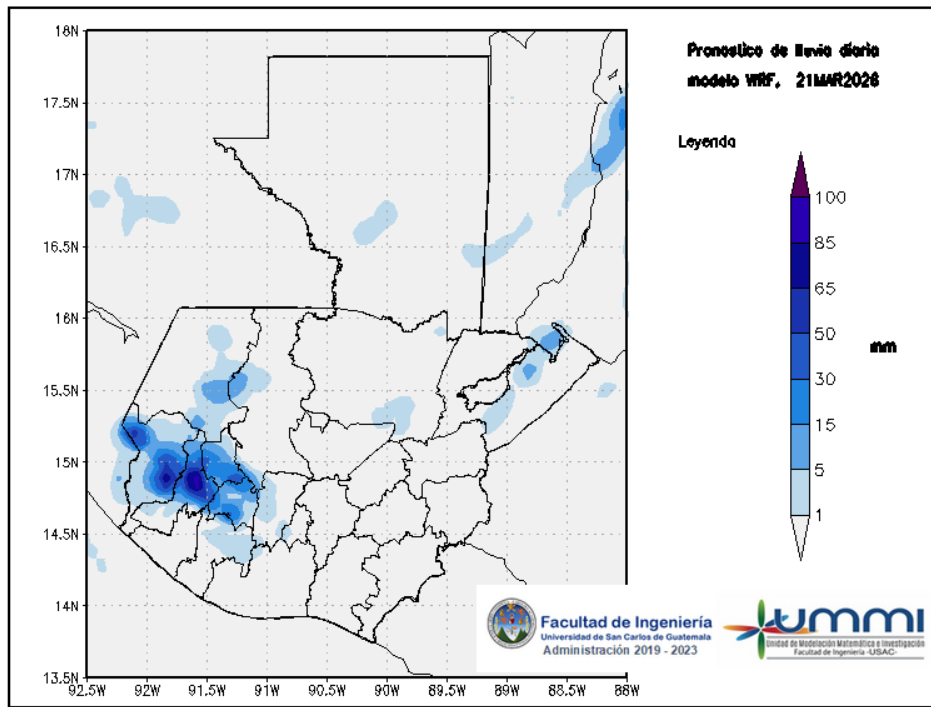 Pronostico de lluvia diaria
modelo WRF, 21MAR2026
Leyenda
100
85
65
50
30
15
5
1
mm
18N
17.5N
17N
16.5N
16N
15.5N
15N
14.5N
14N
13.5N
92.5W
92W
91.5W
91W
90.5W
90W
89.5W
89W
88.5W
88W
Facultad de Ingeniería
Universidad de San Carlos de Guatemala
Administración 2019 - 2023
UMMI
Unidad de Modelación Matemática e Investigación
Facultad de Ingeniería -USAC-